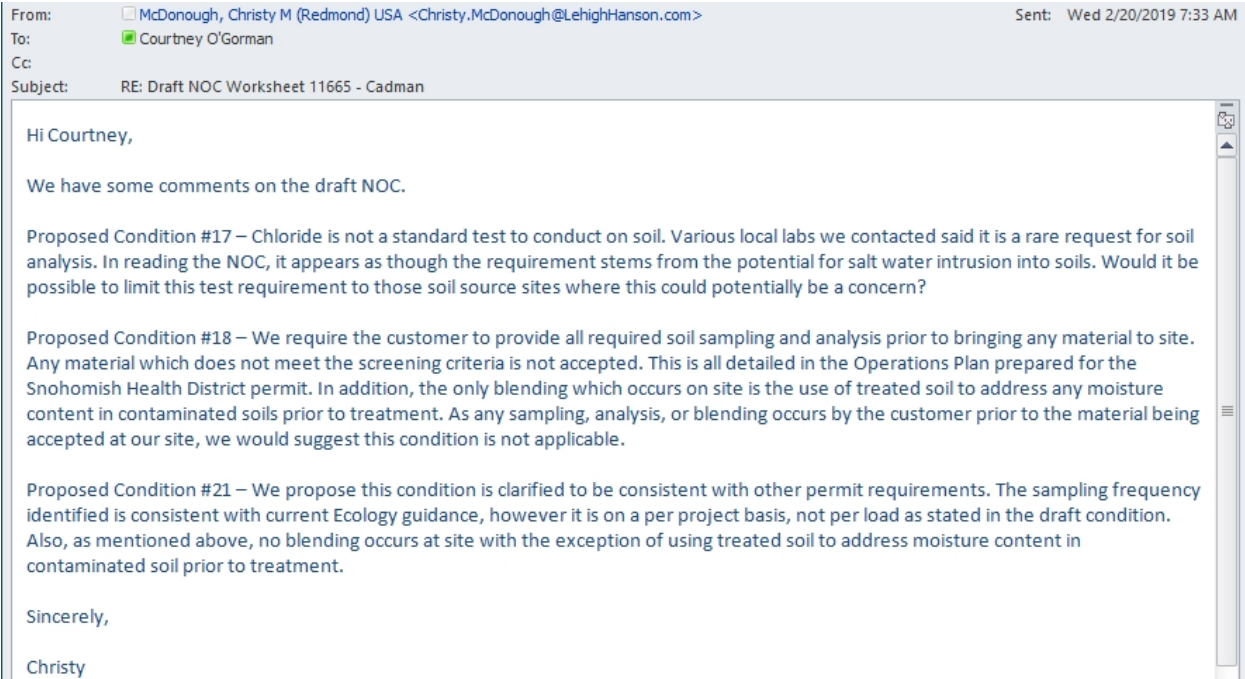 From: McDonough, Christy M (Redmond) USA <Christy.McDonough@LehighHanson.com> Sent: Wed 2/20/2019 7:33 AM
To: Courtney O'Gorman
Cc:
Subject: RE: Draft NOC Worksheet 11665 - Cadman
Hi Courtney,
We have some comments on the draft NOC.
Proposed Condition #17 – Chloride is not a standard test to conduct on soil. Various local labs we contacted said it is a rare request for soil
analysis. In reading the NOC, it appears as though the requirement stems from the potential for salt water intrusion into soils. Would it be
possible to limit this test requirement to those soil source sites where this could potentially be a concern?
Proposed Condition #18 – We require the customer to provide all required soil sampling and analysis prior to bringing any material to site.
Any material which does not meet the screening criteria is not accepted. This is all detailed in the Operations Plan prepared for the
Snohomish Health District permit. In addition, the only blending which occurs on site is the use of treated soil to address any moisture
content in contaminated soils prior to treatment. As any sampling, analysis, or blending occurs by the customer prior to the material being
accepted at our site, we would suggest this condition is not applicable.
Proposed Condition #21 – We propose this condition is clarified to be consistent with other permit requirements. The sampling frequency
identified is consistent with current Ecology guidance, however it is on a per project basis, not per load as stated in the draft condition.
Also, as mentioned above, no blending occurs at site with the exception of using treated soil to address moisture content in
contaminated soil prior to treatment.
Sincerely,
Christy